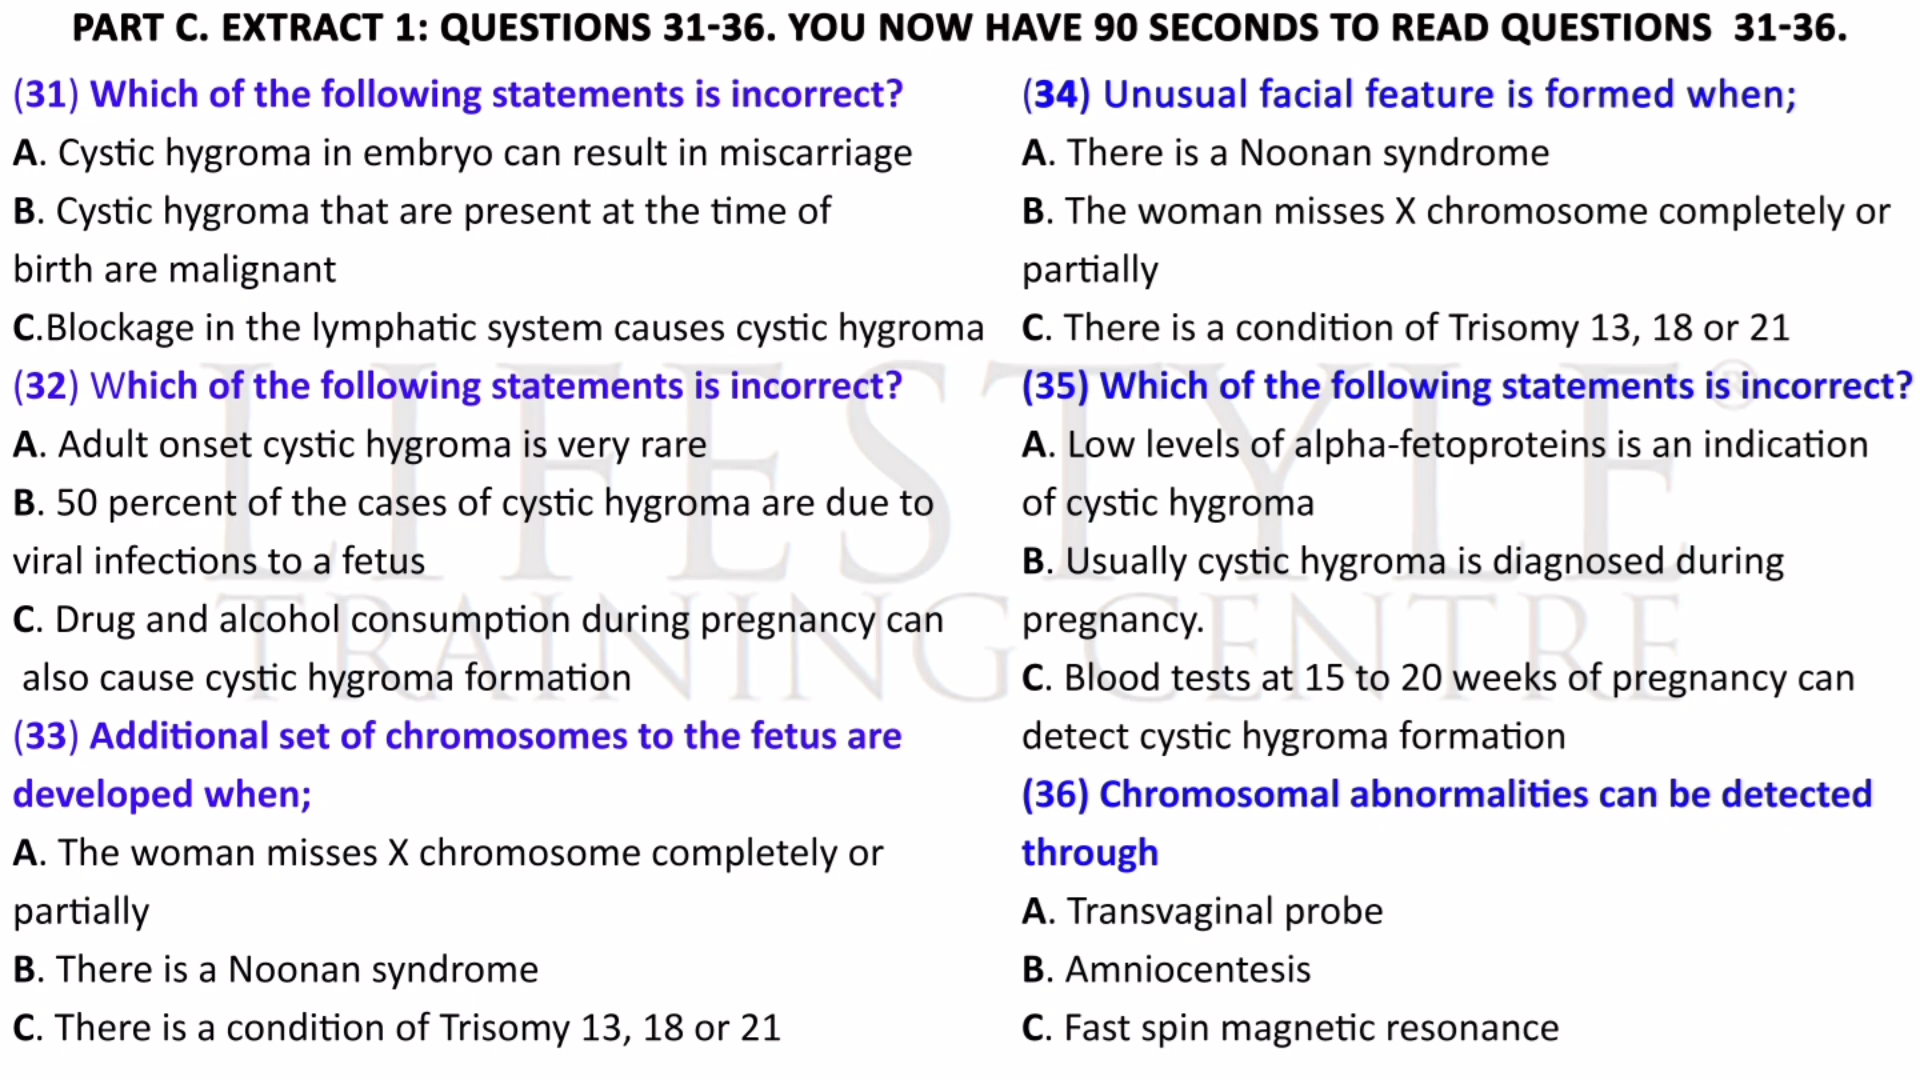 PART C. EXTRACT 1: QUESTIONS 31-36. YOU NOW HAVE 90 SECONDS TO READ QUESTIONS 31-36.
(31) Which of the following statements is incorrect?
A. Cystic hygroma in embryo can result in miscarriage
B. Cystic hygroma that are present at the time of
birth are malignant
C.Blockage in the lymphatic system causes cystic hygroma
(32) Which of the following statements is incorrect?
A. Adult onset cystic hygroma is very rare
B. 50 percent of the cases of cystic hygroma are due to
viral infections to a fetus
C. Drug and alcohol consumption during pregnancy can
also cause cystic hygroma formation
(33) Additional set of chromosomes to the fetus are
developed when;
A. The woman misses X chromosome completely or
partially
B. There is a Noonan syndrome
C. There is a condition of Trisomy 13, 18 or 21
(34) Unusual facial feature is formed when;
A. There is a Noonan syndrome
B. The woman misses X chromosome completely or
partially
C. There is a condition of Trisomy 13, 18 or 21
(35) Which of the following statements is incorrect?
A. Low levels of alpha-fetoproteins is an indication
of cystic hygroma
B. Usually cystic hygroma is diagnosed during
pregnancy.
C. Blood tests at 15 to 20 weeks of pregnancy can
detect cystic hygroma formation
(36) Chromosomal abnormalities can be detected
through
A. Transvaginal probe
B. Amniocentesis
C. Fast spin magnetic resonance
LIFESTYLE ®
TRAINING CENTRE